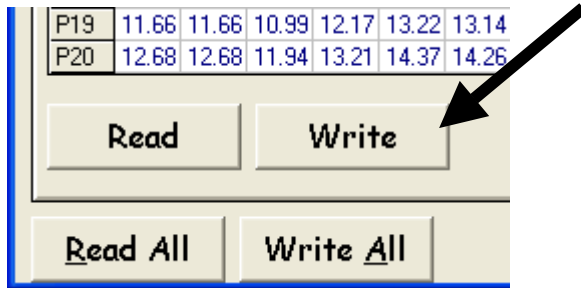 P19 11.66 11.66 10.99 12.17 13.22 13.14
P20 12.68 12.68 11.94 13.21 14.37 14.26
Read Write
Read All Write All